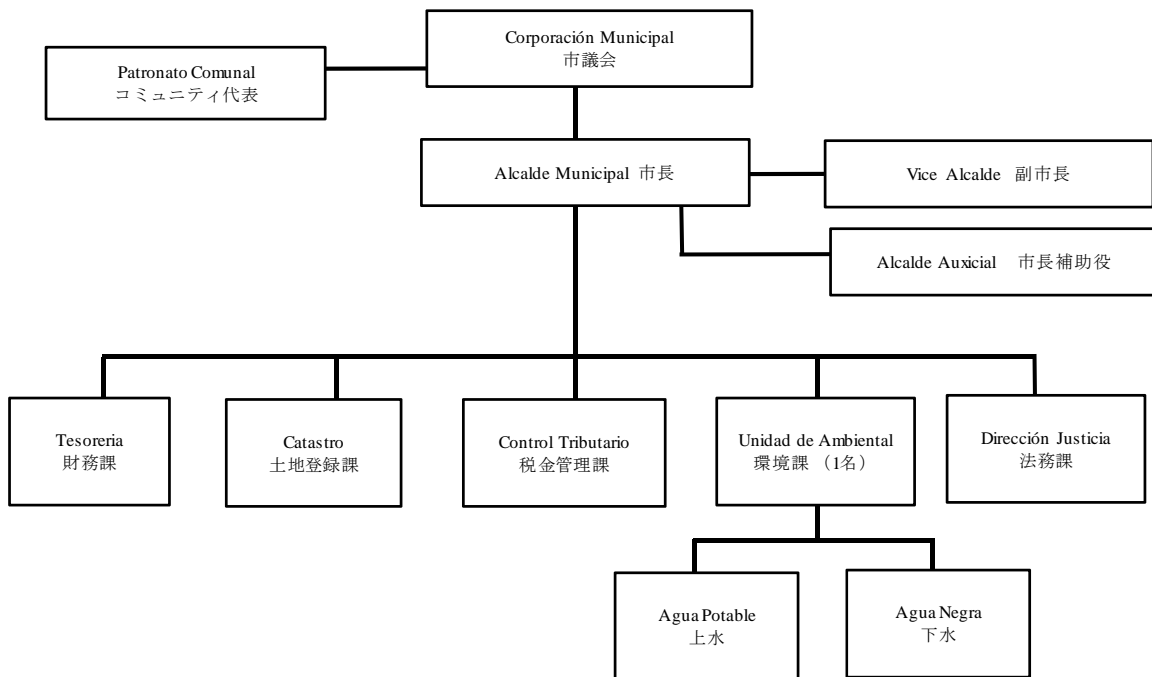 Corporación Municipal
市議会
Patronato Comunal
コミュニティ代表
Alcalde Municipal 市長
Vice Alcalde 副市長
Alcalde Auxicial 市長補助役
Tesoreria
財務課
Catastro
土地登録課
Control Tributario
税金管理課
Unidad de Ambiental
環境課 （1名）
Dirección Justicia
法務課
Agua Potable
上水
Agua Negra
下水